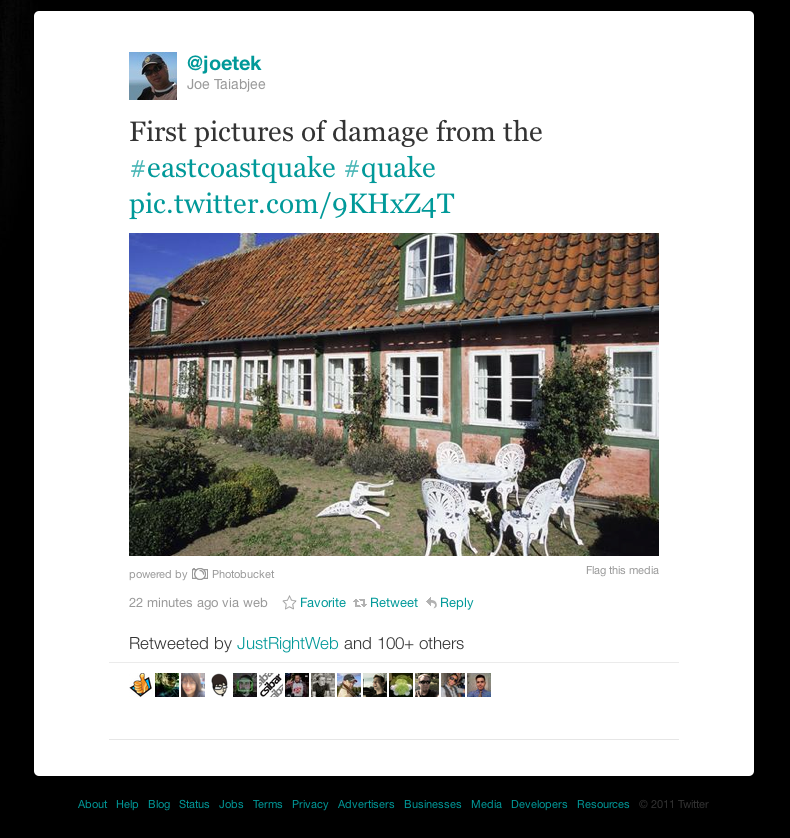 @joetek
Joe Taiabjee
First pictures of damage from the
#eastcoastquake #quake
pic.twitter.com/9KHxZ4T
powered by Photobucket
Flag this media
22 minutes ago via web Favorite Retweet Reply
Retweeted by JustRightWeb and 100+ others
About Help Blog Status Jobs Terms Privacy Advertisers Businesses Media Developers Resources © 2011 Twitter